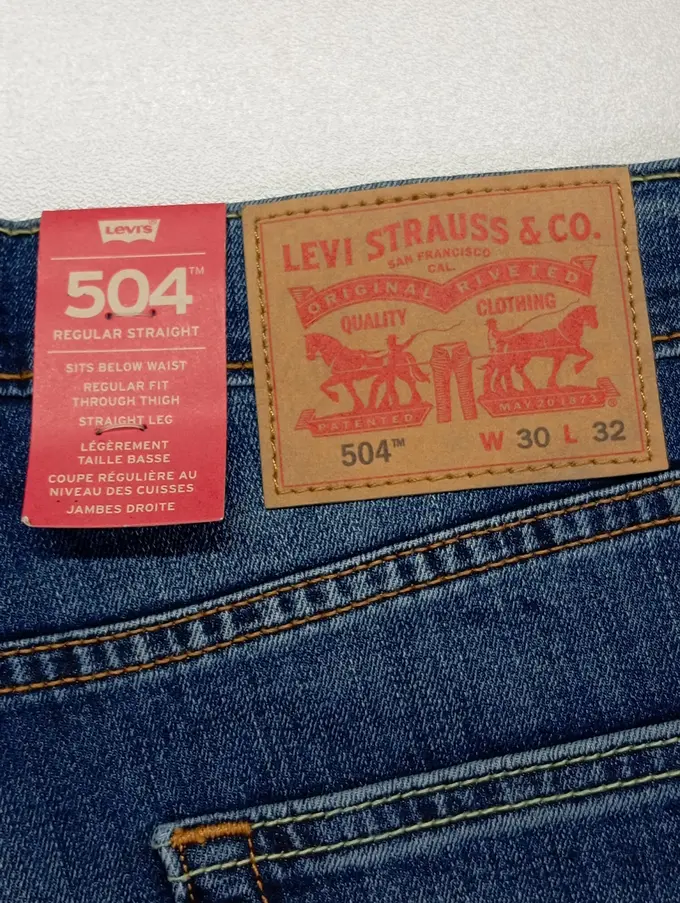 LEVI'S
504™
REGULAR STRAIGHT
SITS BELOW WAIST
REGULAR FIT
THROUGH THIGH
STRAIGHT LEG
LÉGÈREMENT
TAILLE BASSE
COUPE RÉGULIÈRE AU
NIVEAU DES CUISSES
JAMBES DROITE
LEVI STRAUSS & CO.
SAN FRANCISCO
CAL.
ORIGINAL RIVETED
QUALITY CLOTHING
PATENTED MAY 20 1873
504™ W 30 L 32